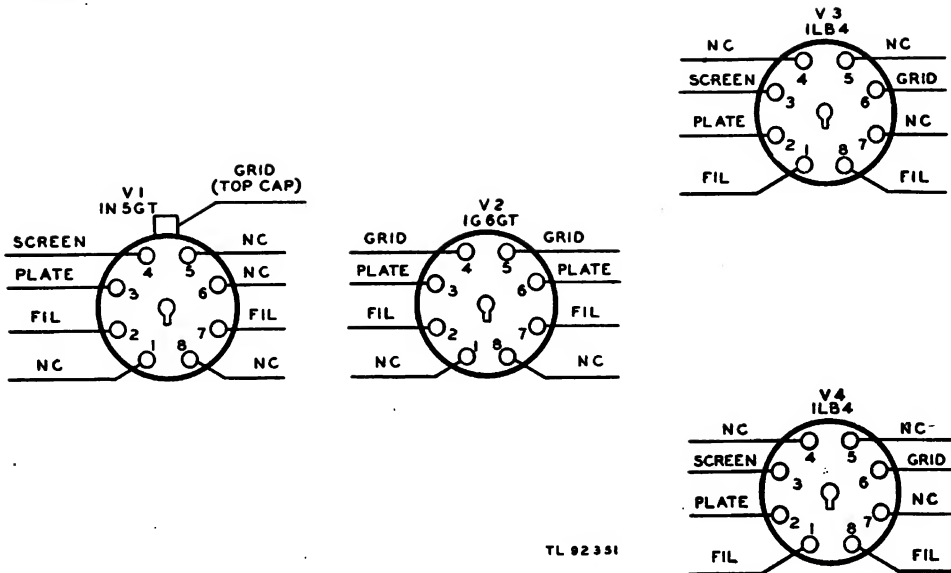 V1
1N5GT
GRID
(TOP CAP)
SCREEN
4
5
NC
PLATE
3
6
NC
FIL
2
7
FIL
NC
1
8
NC
V2
1G6GT
GRID
4
5
GRID
PLATE
3
6
PLATE
FIL
2
7
FIL
NC
1
8
NC
V3
1LB4
NC
4
5
NC
SCREEN
3
6
GRID
PLATE
2
7
NC
FIL
1
8
FIL
V4
1LB4
NC
4
5
NC
SCREEN
3
6
GRID
PLATE
2
7
NC
FIL
1
8
FIL
TL 92351